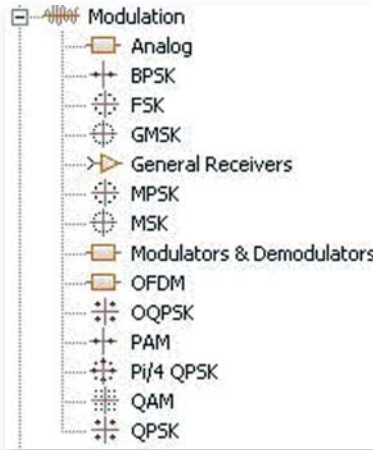 Modulation
Analog
BPSK
FSK
GMSK
General Receivers
MPSK
MSK
Modulators & Demodulators
OFDM
OQPSK
PAM
Pi/4 QPSK
QAM
QPSK